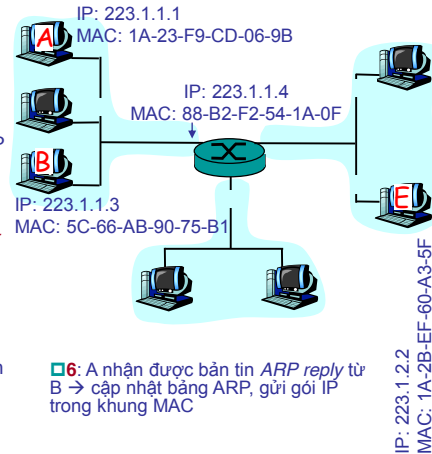 IP: 223.1.1.1
A
MAC: 1A-23-F9-CD-06-9B
IP: 223.1.1.4
MAC: 88-B2-F2-54-1A-0F
B
E
IP: 223.1.1.3
MAC: 5C-66-AB-90-75-B1
IP: 223.1.2.2
MAC: 1A-2B-EF-60-A3-5F
6: A nhận được bản tin ARP reply từ
B → cập nhật bảng ARP, gửi gói IP
trong khung MAC